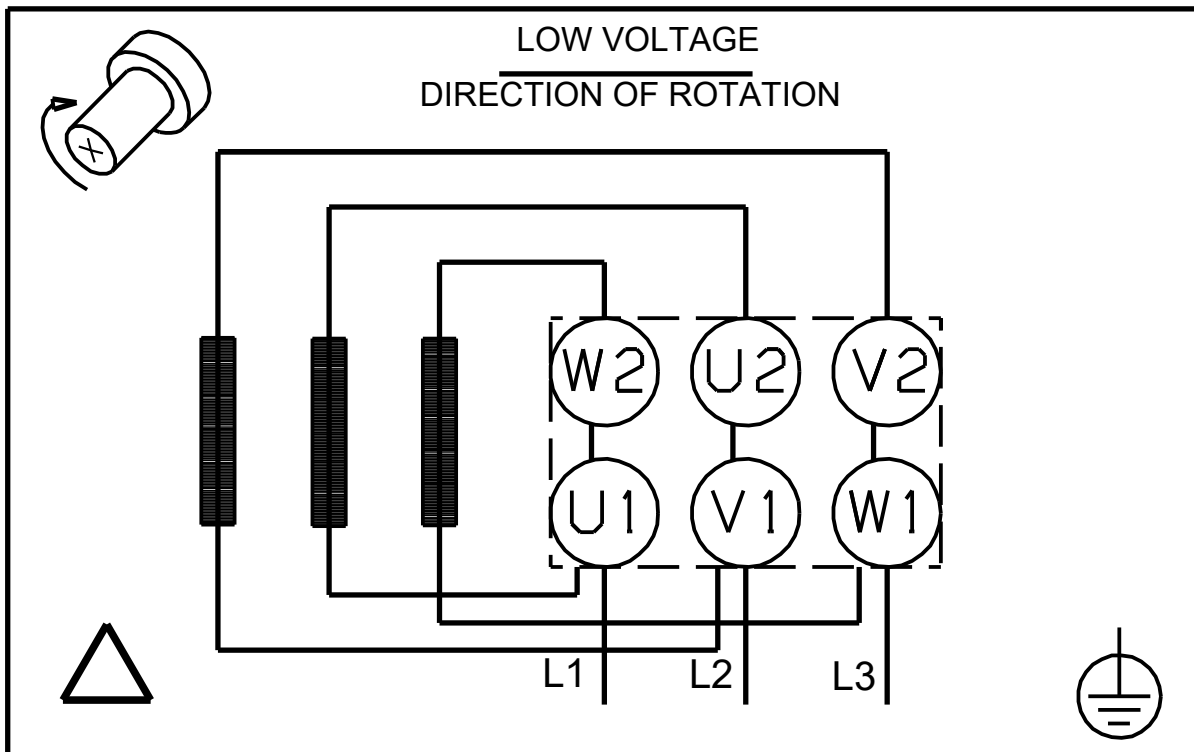 LOW VOLTAGE
DIRECTION OF ROTATION
W2 U2 V2
U1 V1 W1
L1 L2 L3